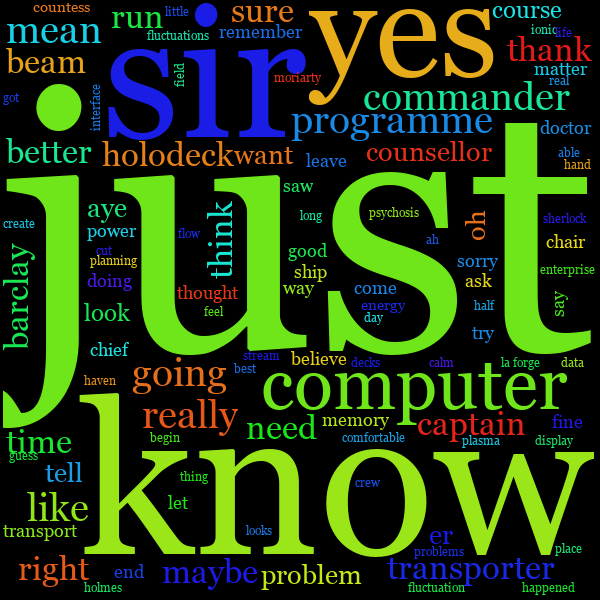 countess
little
yes
course
run
sure
mean
sir
remember
ionic
life
fluctuations
thank
beam
field
moriarty
matter
real
got
interface
commander
programme
doctor
better
holodeck
want
leave
counsellor
able
hand
just
saw
aye
think
long
psychosis
oh
sherlock
create
power
flow
ah
chair
cut
planning
good
sorry
barclay
doing
ship
ask
enterprise
thought
way
come
energy
half
say
look
feel
day
try
chief
stream
believe
decks
calm
la forge
data
best
haven
going
computer
really
need
memory
captain
fine
time
begin
comfortable
plasma
display
guess
know
tell
thing
crew
like
let
transport
looks
er
problems
place
right
end
maybe
problem
transporter
holmes
fluctuation
happened